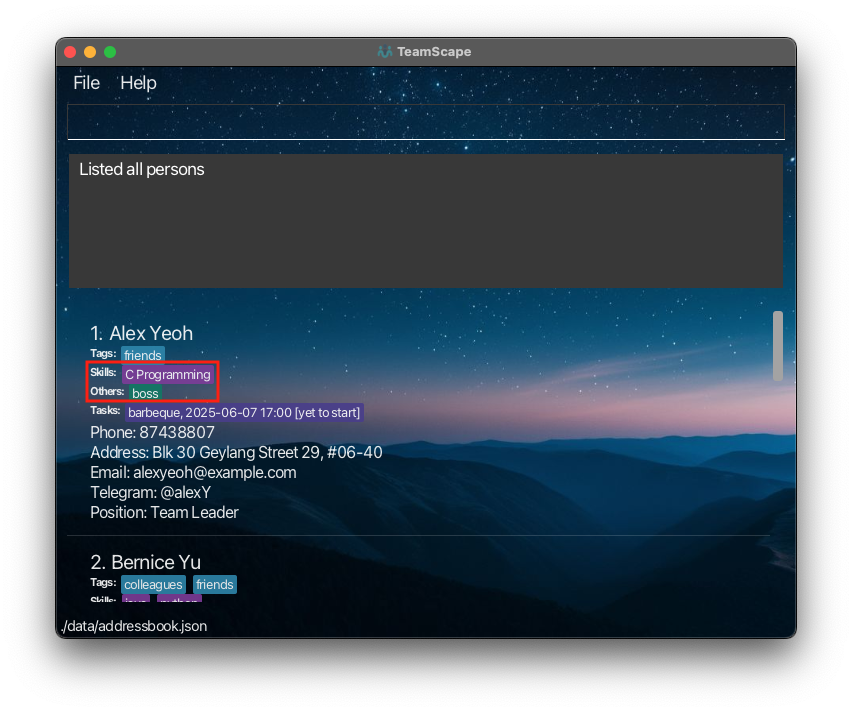 TeamScape
File Help
Listed all persons
1. Alex Yeoh
Tags: friends
Skills: C Programming
Others: boss
Tasks: barbeque, 2025-06-07 17:00 [yet to start]
Phone: 87438807
Address: Blk 30 Geylang Street 29, #06-40
Email: alexyeoh@example.com
Telegram: @alexY
Position: Team Leader
2. Bernice Yu
Tags: colleagues friends
Skills: java python
./data/addressbook.json